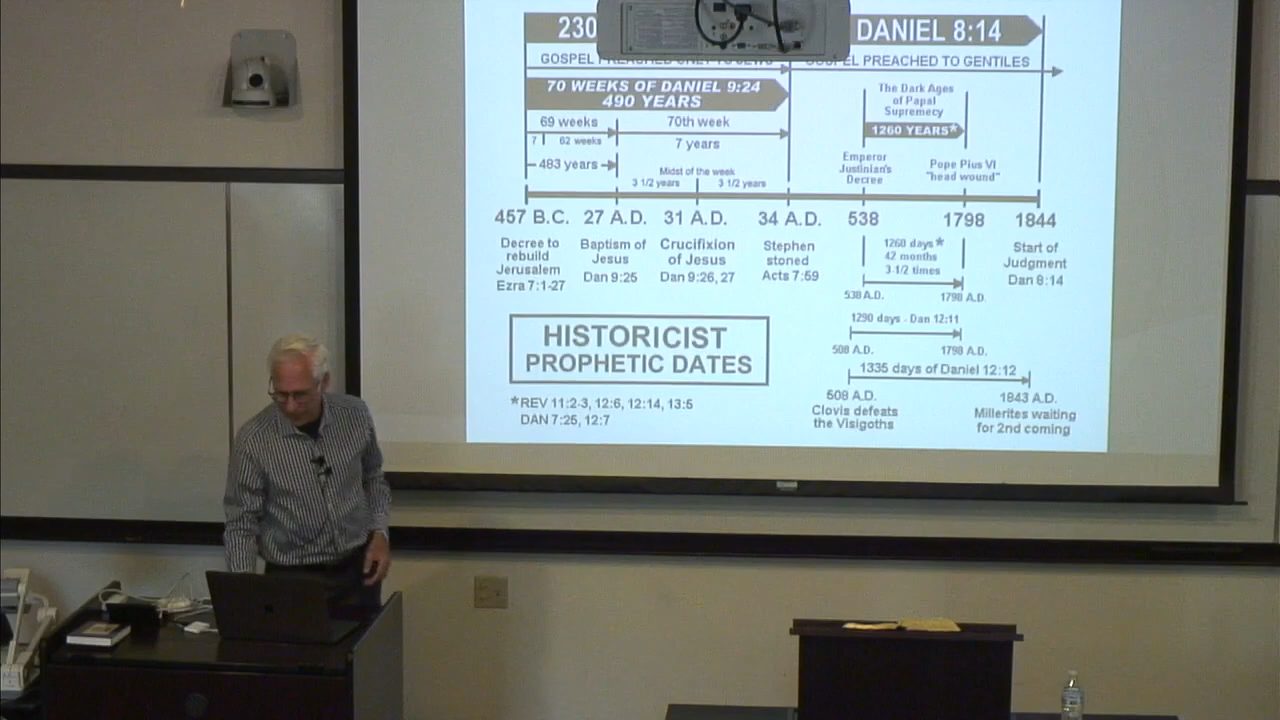 230
DANIEL 8:14
GOSPEL
PREACHED TO GENTILES
70 WEEKS OF DANIEL 9:24
490 YEARS
The Dark Ages
of Papal
Supremecy
1260 YEARS*
69 weeks
70th week
7
62 weeks
7 years
483 years
Midst of the week
3 1/2 years
3 1/2 years
Emperor
Justinian's
Decree
Pope Pius VI
"head wound"
457 B.C.
27 A.D.
31 A.D.
34 A.D.
538
1798
1844
Decree to
rebuild
Jerusalem
Ezra 7:1-27
Baptism of
Jesus
Dan 9:25
Crucifixion
of Jesus
Dan 9:26, 27
Stephen
stoned
Acts 7:59
1260 days*
42 months
3 1/2 times
538 A.D.
1798 A.D.
Start of
Judgment
Dan 8:14
1290 days - Dan 12:11
508 A.D.
1798 A.D.
1335 days of Daniel 12:12
508 A.D.
Clovis defeats
the Visigoths
1843 A.D.
Millerites waiting
for 2nd coming
HISTORICIST
PROPHETIC DATES
*REV 11:2-3, 12:6, 12:14, 13:5
DAN 7:25, 12:7